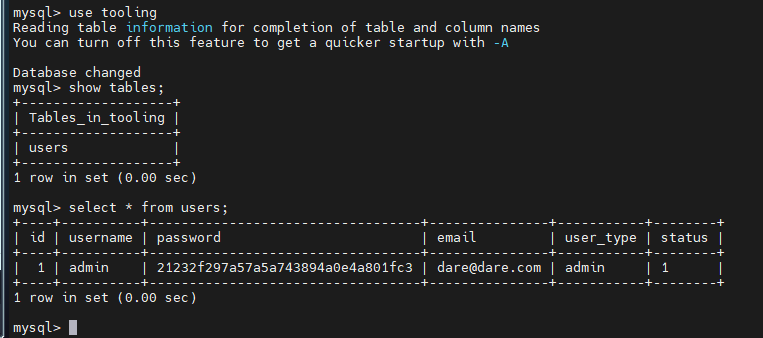 mysql> use tooling
Reading table information for completion of table and column names
You can turn off this feature to get a quicker startup with -A
Database changed
mysql> show tables;
+-------------------+
| Tables_in_tooling |
+-------------------+
| users             |
+-------------------+
1 row in set (0.00 sec)
mysql> select * from users;
+----+----------+----------------------------------+---------------+-----------+--------+
| id | username | password                         | email         | user_type | status |
+----+----------+----------------------------------+---------------+-----------+--------+
|  1 | admin    | 21232f297a57a5a743894a0e4a801fc3 | dare@dare.com | admin     | 1      |
+----+----------+----------------------------------+---------------+-----------+--------+
1 row in set (0.00 sec)
mysql>